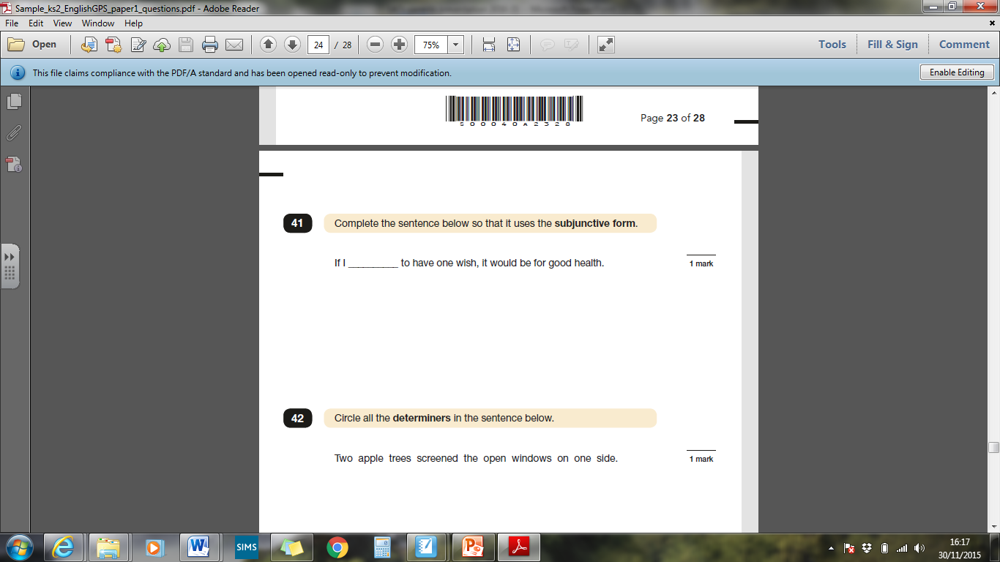 Sample_ks2_EnglishGPS_paper1_questions.pdf - Adobe Reader
File Edit View Window Help
Open 24 / 28 75% Tools Fill & Sign Comment
This file claims compliance with the PDF/A standard and has been opened read-only to prevent modification. Enable Editing
S00040A2328
Page 23 of 28
41 Complete the sentence below so that it uses the subjunctive form.
If I _________ to have one wish, it would be for good health.
1 mark
42 Circle all the determiners in the sentence below.
Two apple trees screened the open windows on one side.
1 mark
SIMS
16:17
30/11/2015